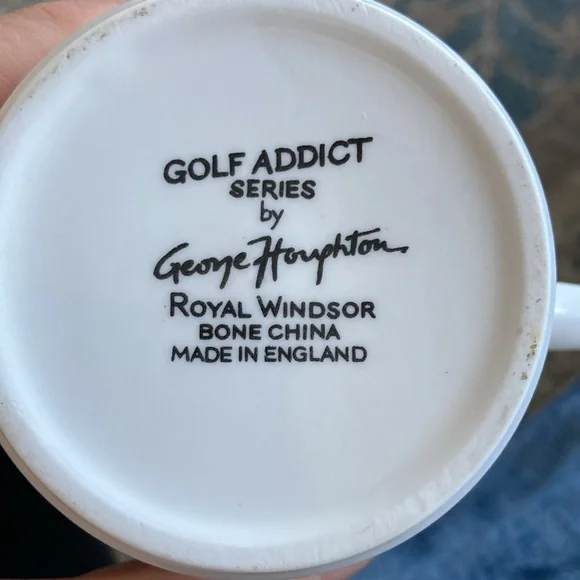 GOLF ADDICT
SERIES
by
George Houghton
ROYAL WINDSOR
BONE CHINA
MADE IN ENGLAND